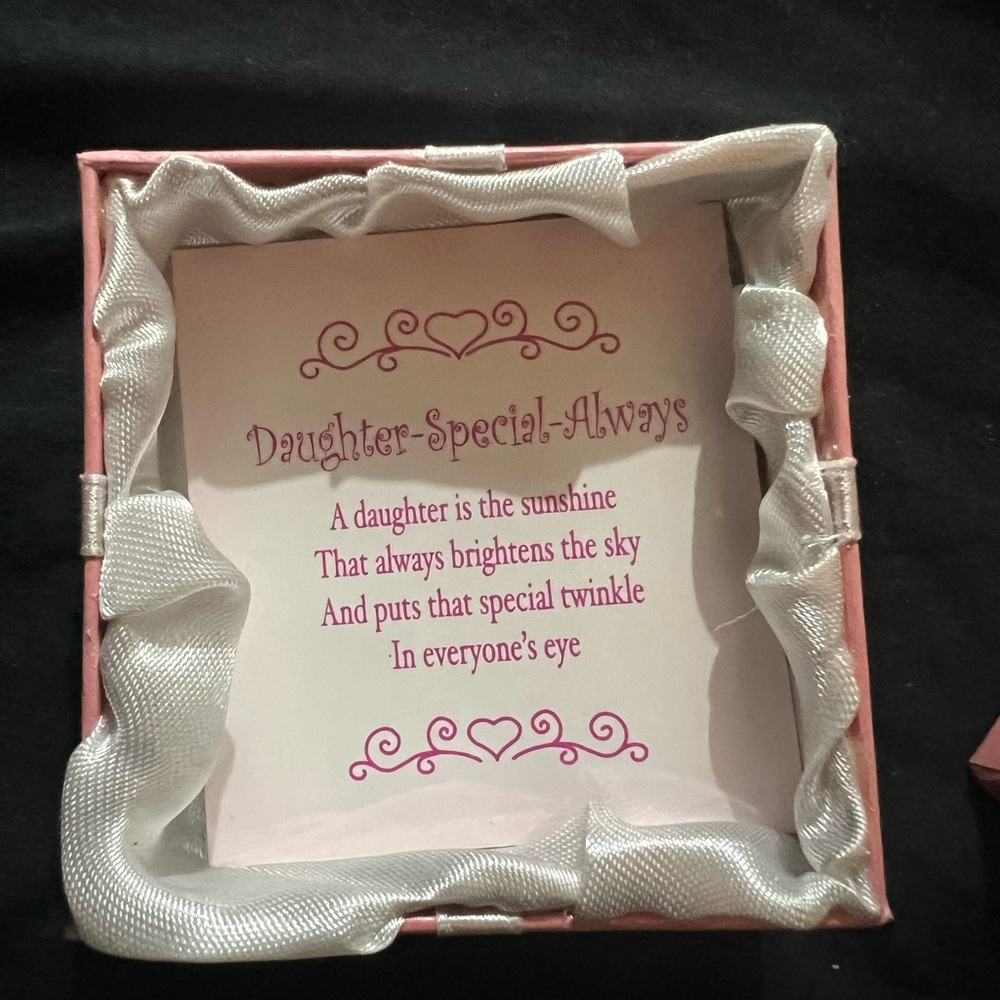 Daughter-Special-Always
A daughter is the sunshine
That always brightens the sky
And puts that special twinkle
In everyone's eye